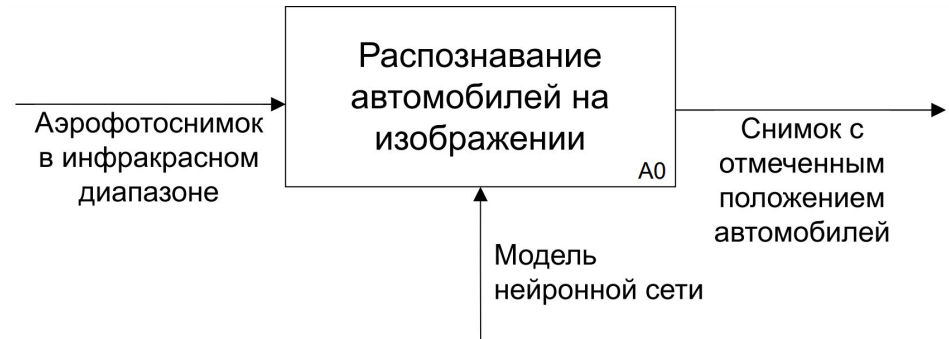 Распознавание
автомобилей на
изображении
A0
Аэрофотоснимок
в инфракрасном
диапазоне
Снимок с
отмеченным
положением
автомобилей
Модель
нейронной сети